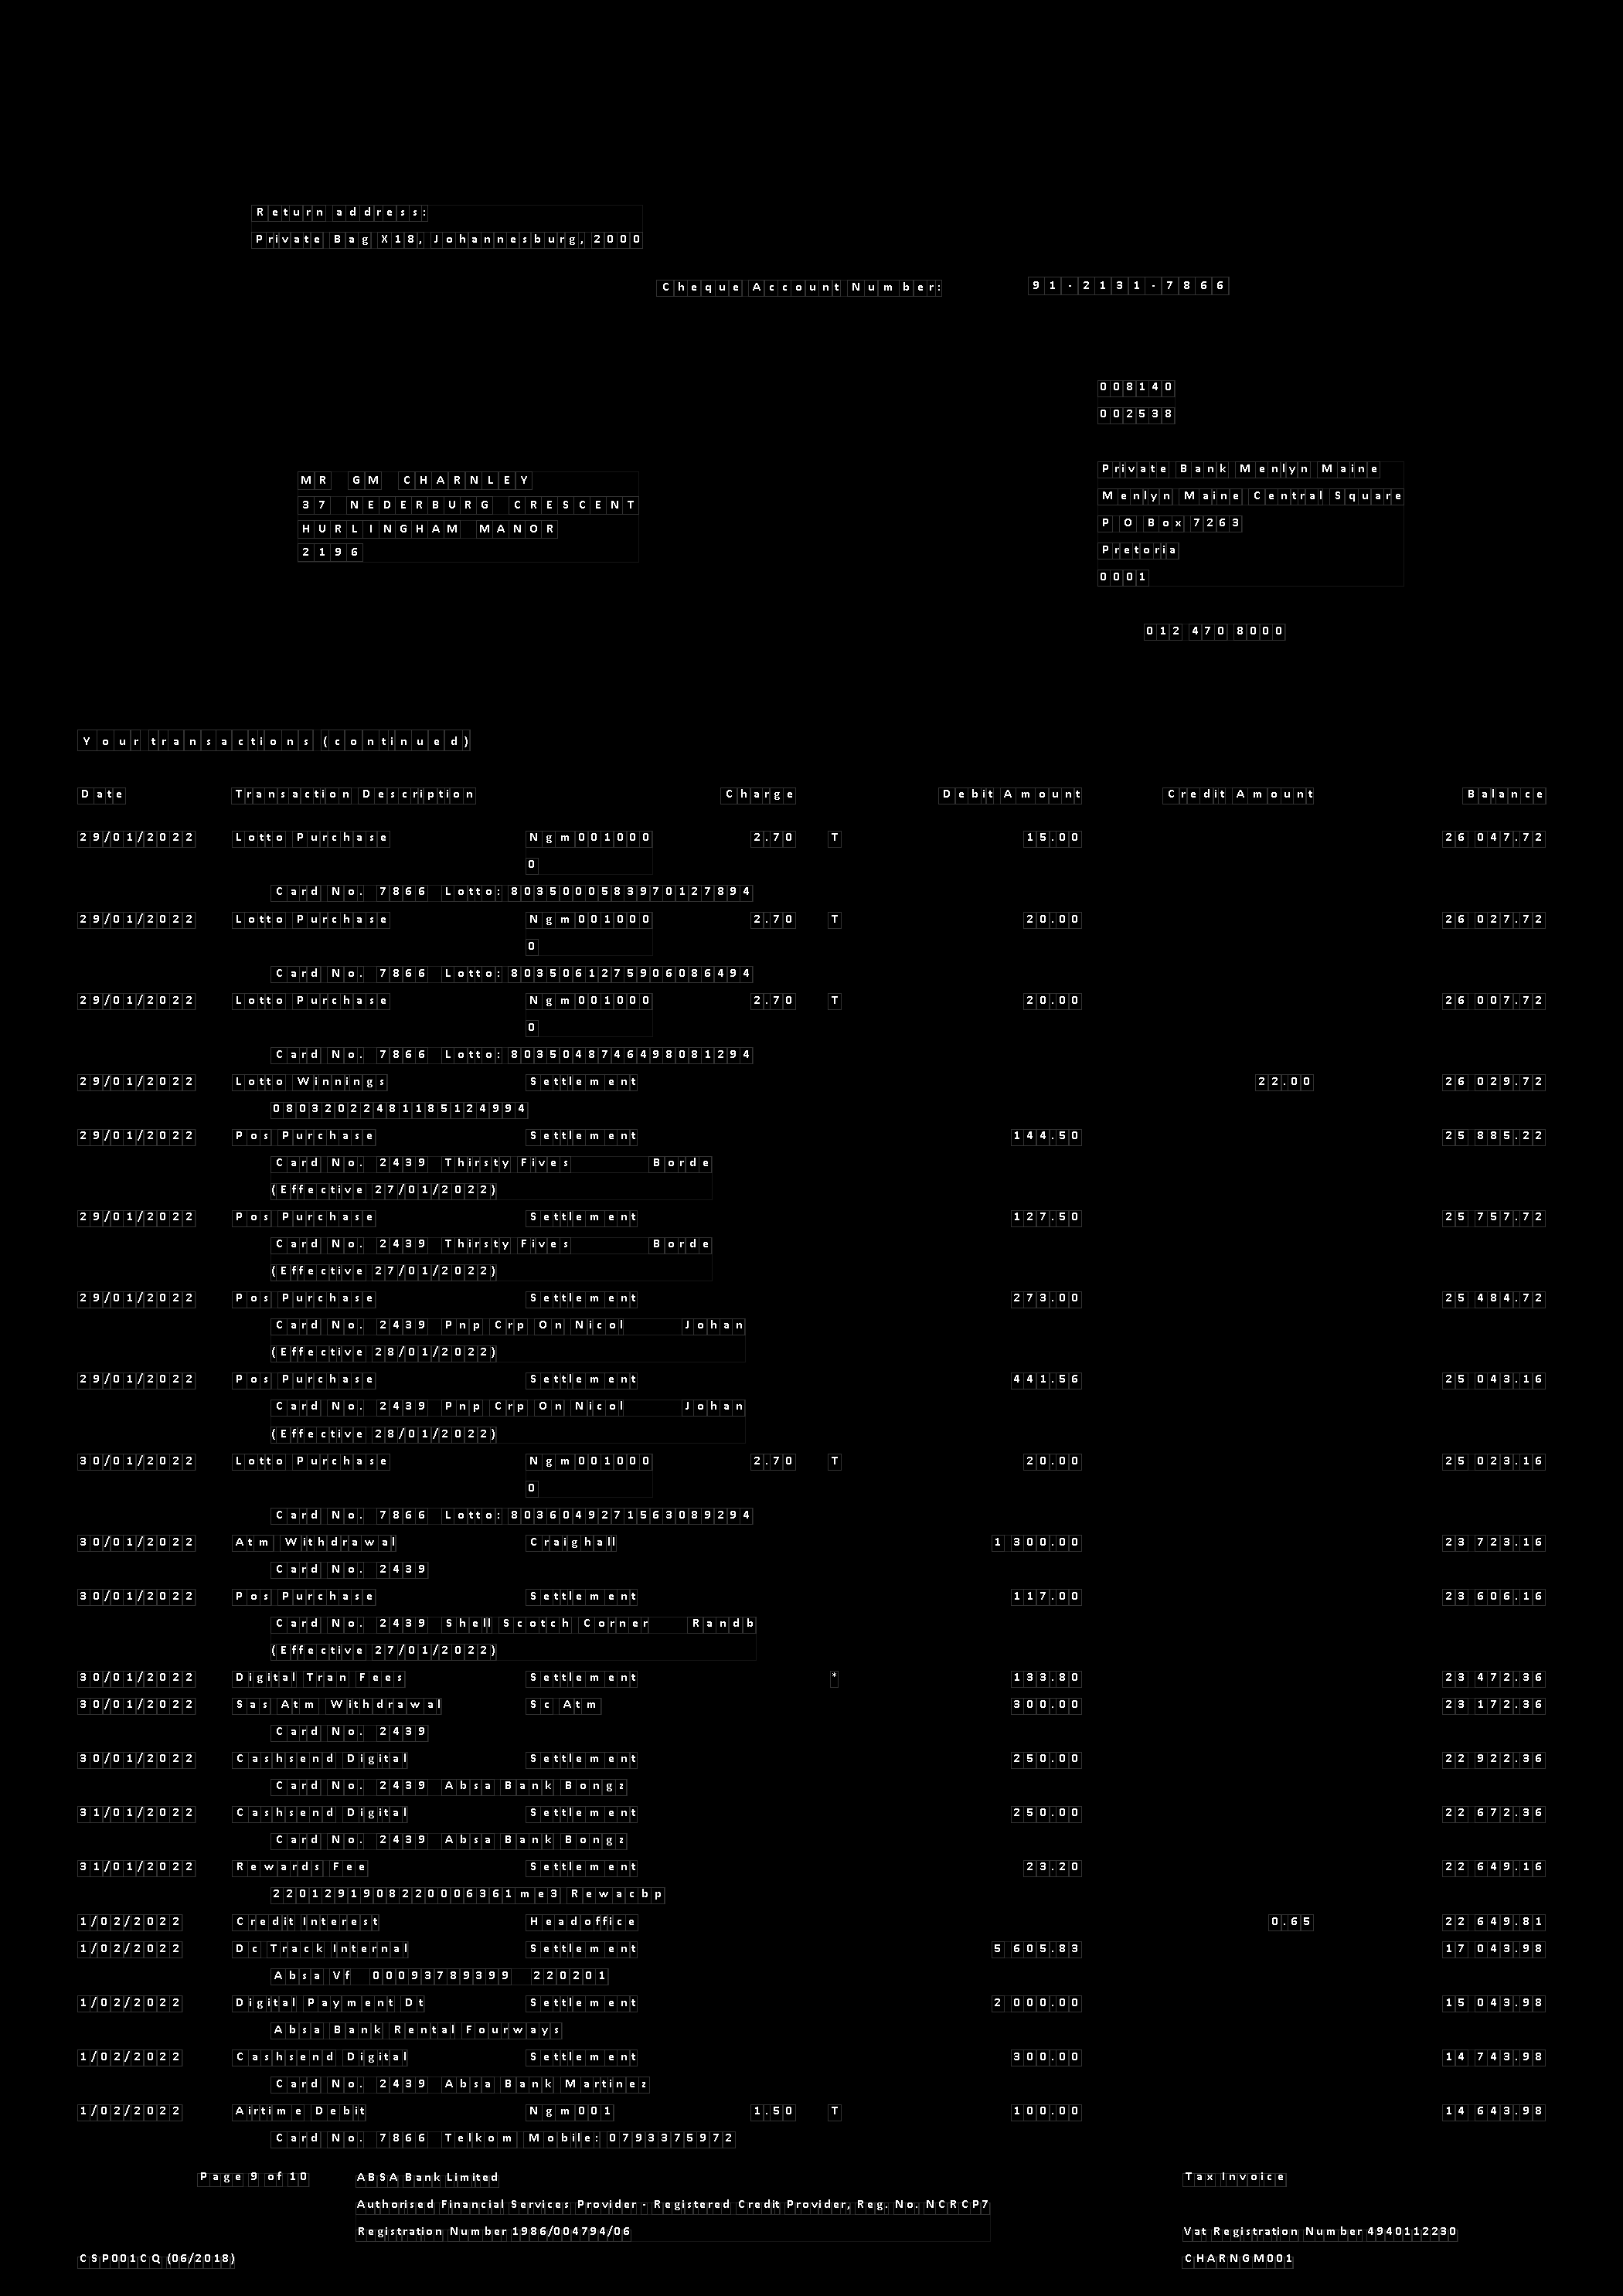 Return address:
Private Bag X18, Johannesburg, 2000
Cheque Account Number: 91-2131-7866
008140
002538
Private Bank Menlyn Maine
MR GM CHARNLEY
Menlyn Maine Central Square
37 NEDERBURG CRESCENT
P O Box 7263
HURLINGHAM MANOR
Pretoria
2196
0001
012 470 8000
Your transactions (continued)
Date Transaction Description Charge Debit Amount Credit Amount Balance
29/01/2022 Lotto Purchase Ngm001000 2.70 T 15.00 26 047.72
0
Card No. 7866 Lotto: 8035000583970127894
29/01/2022 Lotto Purchase Ngm001000 2.70 T 20.00 26 027.72
0
Card No. 7866 Lotto: 8035061275906086494
29/01/2022 Lotto Purchase Ngm001000 2.70 T 20.00 26 007.72
0
Card No. 7866 Lotto: 8035048746498081294
29/01/2022 Lotto Winnings Settlement 22.00 26 029.72
08032022481185124994
29/01/2022 Pos Purchase Settlement 144.50 25 885.22
Card No. 2439 Thirsty Fives Borde
(Effective 27/01/2022)
29/01/2022 Pos Purchase Settlement 127.50 25 757.72
Card No. 2439 Thirsty Fives Borde
(Effective 27/01/2022)
29/01/2022 Pos Purchase Settlement 273.00 25 484.72
Card No. 2439 Pnp Crp On Nicol Johan
(Effective 28/01/2022)
29/01/2022 Pos Purchase Settlement 441.56 25 043.16
Card No. 2439 Pnp Crp On Nicol Johan
(Effective 28/01/2022)
30/01/2022 Lotto Purchase Ngm001000 2.70 T 20.00 25 023.16
0
Card No. 7866 Lotto: 8036049271563089294
30/01/2022 Atm Withdrawal Craighall 1 300.00 23 723.16
Card No. 2439
30/01/2022 Pos Purchase Settlement 117.00 23 606.16
Card No. 2439 Shell Scotch Corner Randb
(Effective 27/01/2022)
30/01/2022 Digital Tran Fees Settlement * 133.80 23 472.36
30/01/2022 Sas Atm Withdrawal Sc Atm 300.00 23 172.36
Card No. 2439
30/01/2022 Cashsend Digital Settlement 250.00 22 922.36
Card No. 2439 Absa Bank Bongz
31/01/2022 Cashsend Digital Settlement 250.00 22 672.36
Card No. 2439 Absa Bank Bongz
31/01/2022 Rewards Fee Settlement 23.20 22 649.16
2201291908220006361me3 Rewacbp
1/02/2022 Credit Interest Headoffice 0.65 22 649.81
1/02/2022 Dc Track Internal Settlement 5 605.83 17 043.98
Absa Vf 00093789399 220201
1/02/2022 Digital Payment Dt Settlement 2 000.00 15 043.98
Absa Bank Rental Fourways
1/02/2022 Cashsend Digital Settlement 300.00 14 743.98
Card No. 2439 Absa Bank Martinez
1/02/2022 Airtime Debit Ngm001 1.50 T 100.00 14 643.98
Card No. 7866 Telkom Mobile: 0793375972
Page 9 of 10 ABSA Bank Limited Tax Invoice
Authorised Financial Services Provider - Registered Credit Provider, Reg. No. NCRCP7
Registration Number 1986/004794/06 Vat Registration Number 4940112230
CSP001CQ (06/2018) CHARNGM001